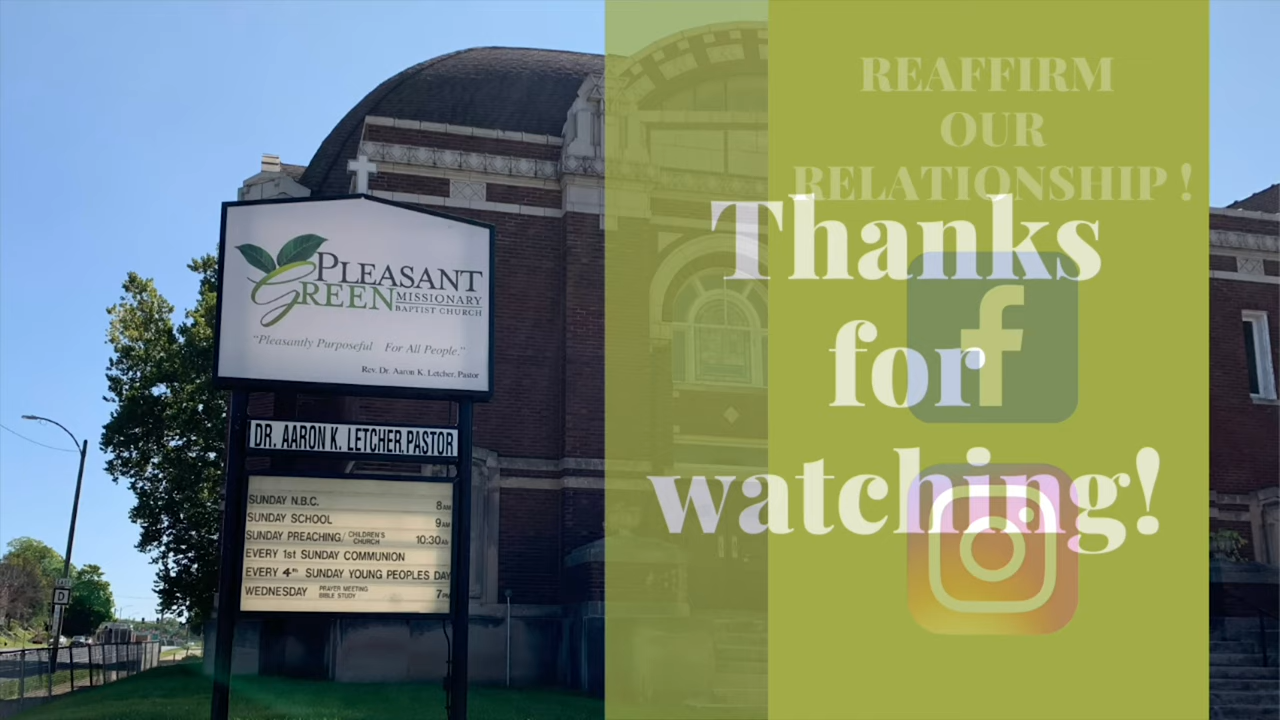 PLEASANT
GREEN MISSIONARY
BAPTIST CHURCH
"Pleasantly Purposeful For All People."
Rev. Dr. Aaron K. Letcher, Pastor
DR. AARON K. LETCHER, PASTOR
SUNDAY N.B.C. 8AM
SUNDAY SCHOOL 9AM
SUNDAY PREACHING/ CHILDREN'S CHURCH 10:30AM
EVERY 1st SUNDAY COMMUNION
EVERY 4TH SUNDAY YOUNG PEOPLES DAY
WEDNESDAY PRAYER MEETING BIBLE STUDY 7PM
D
REAFFIRM
OUR
RELATIONSHIP !
Thanks
for
watching!
f